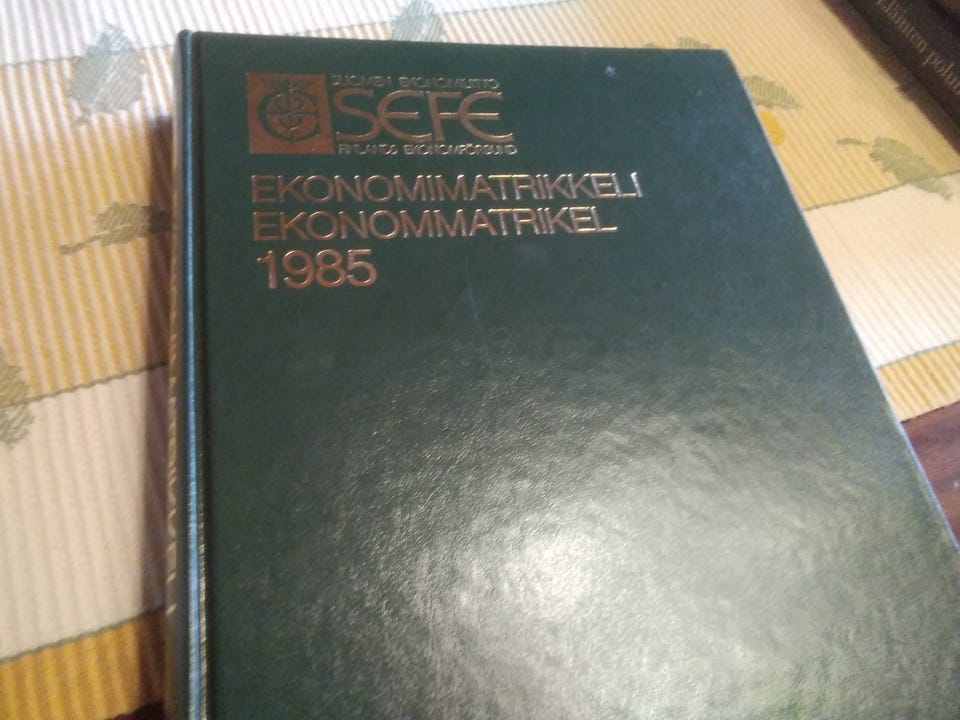 SUOMEN EKONOMILIITTO
SEFE
FINLANDS EKONOMFÖRBUND
EKONOMIMATRIKKELI
EKONOMMATRIKEL
1985